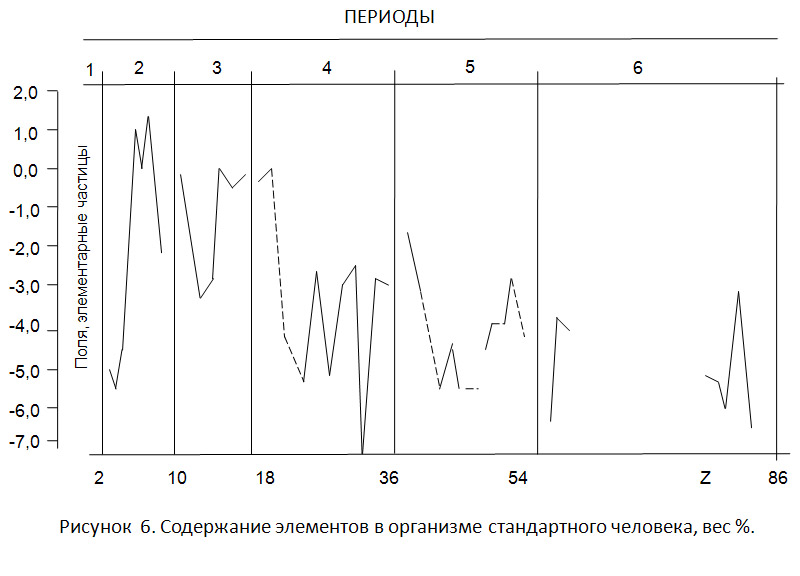 ПЕРИОДЫ
1 2 3 4 5 6
2,0
1,0
0,0
-1,0
-2,0
-3,0
-4,0
-5,0
-6,0
-7,0
Поля, элементарные частицы
2 10 18 36 54 Z 86
Рисунок 6. Содержание элементов в организме стандартного человека, вес %.